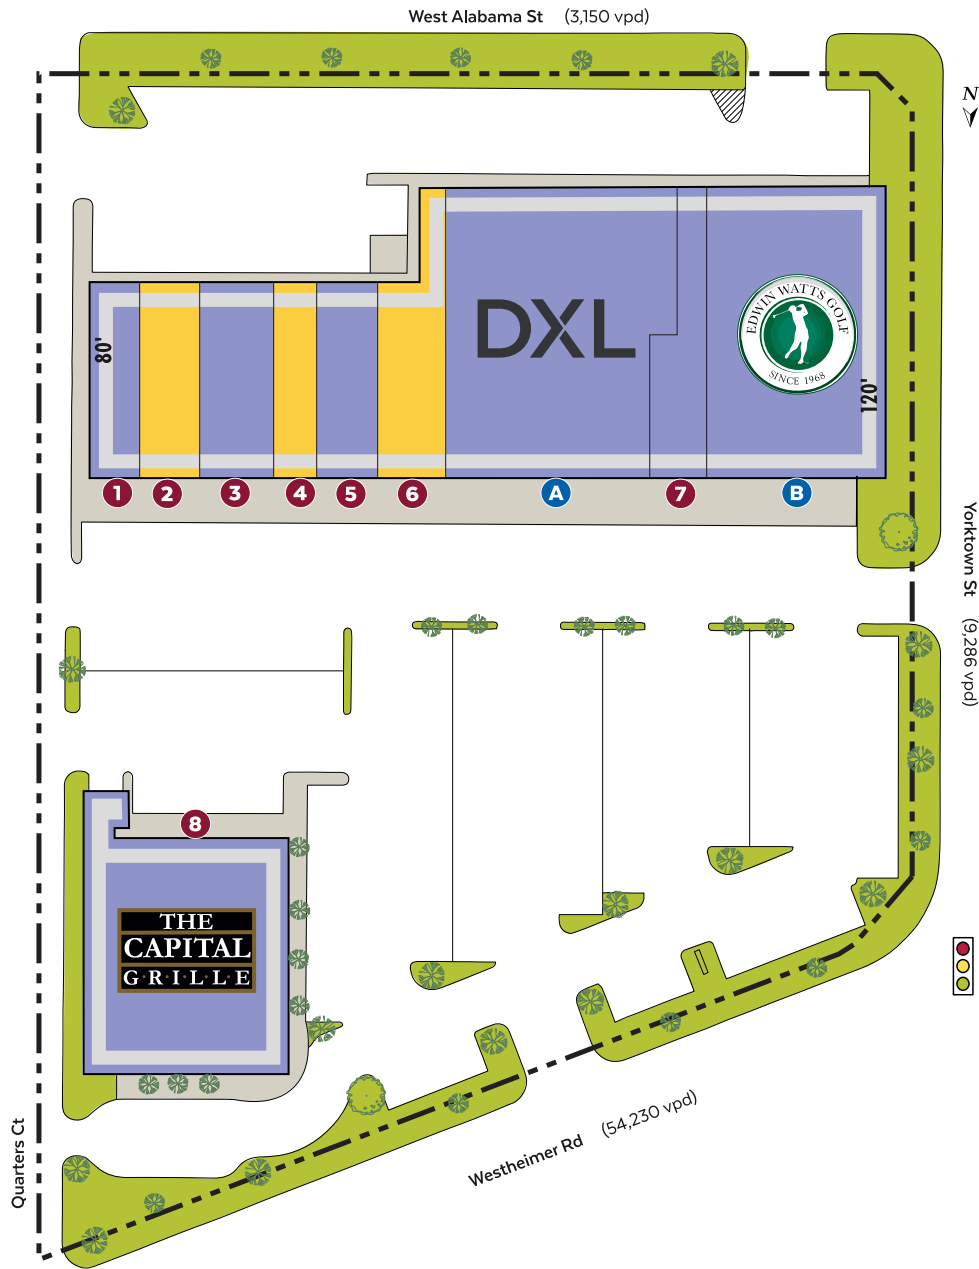 West Alabama St (3,150 vpd)
N
80'
DXL
EDWIN WATTS GOLF
SINCE 1968
120'
1 2 3 4 5 6 A 7 B
Yorktown St (9,286 vpd)
8
THE
CAPITAL
G·R·I·L·L·E
Quarters Ct
Westheimer Rd (54,230 vpd)